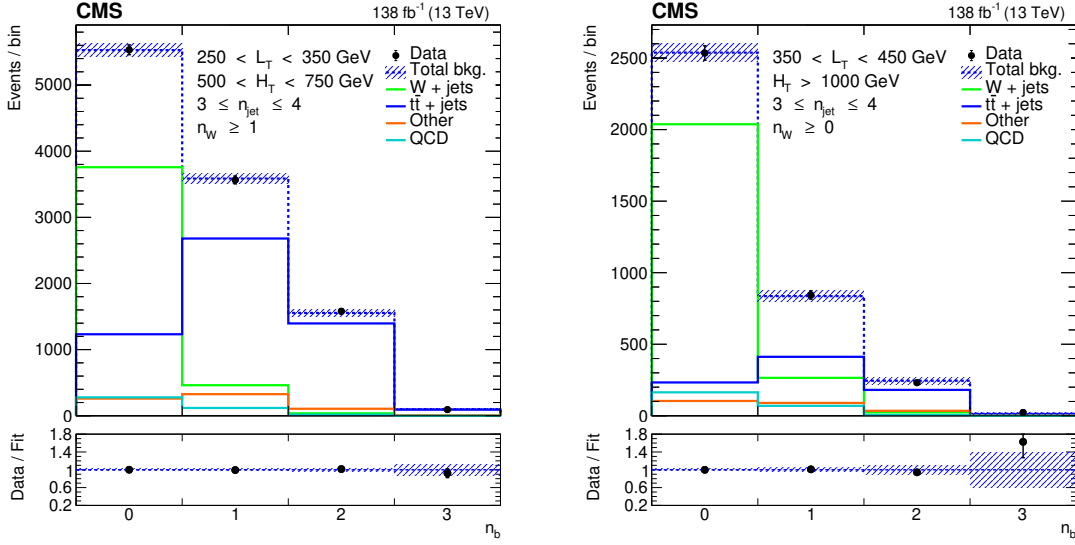 CMS 138 fb⁻¹ (13 TeV)
Events / bin
5000
4000
3000
2000
1000
0
250 < L_T < 350 GeV
500 < H_T < 750 GeV
3 ≤ n_jet ≤ 4
n_W ≥ 1
Data
Total bkg.
W + jets
tt̄ + jets
Other
QCD
Data / Fit
1.8
1.4
1
0.6
0.2
0 1 2 3
n_b
CMS 138 fb⁻¹ (13 TeV)
Events / bin
2500
2000
1500
1000
500
0
350 < L_T < 450 GeV
H_T > 1000 GeV
3 ≤ n_jet ≤ 4
n_W ≥ 0
Data
Total bkg.
W + jets
tt̄ + jets
Other
QCD
Data / Fit
1.8
1.4
1
0.6
0.2
0 1 2 3
n_b